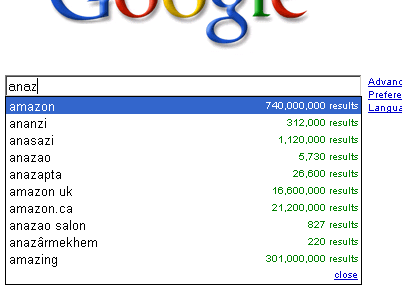 Google
anaz
Advanc
Prefere
Langua
amazon 740,000,000 results
ananzi 312,000 results
anasazi 1,120,000 results
anazao 5,730 results
anazapta 26,600 results
amazon uk 16,600,000 results
amazon.ca 21,200,000 results
anazao salon 827 results
anazârmekhem 220 results
amazing 301,000,000 results
close